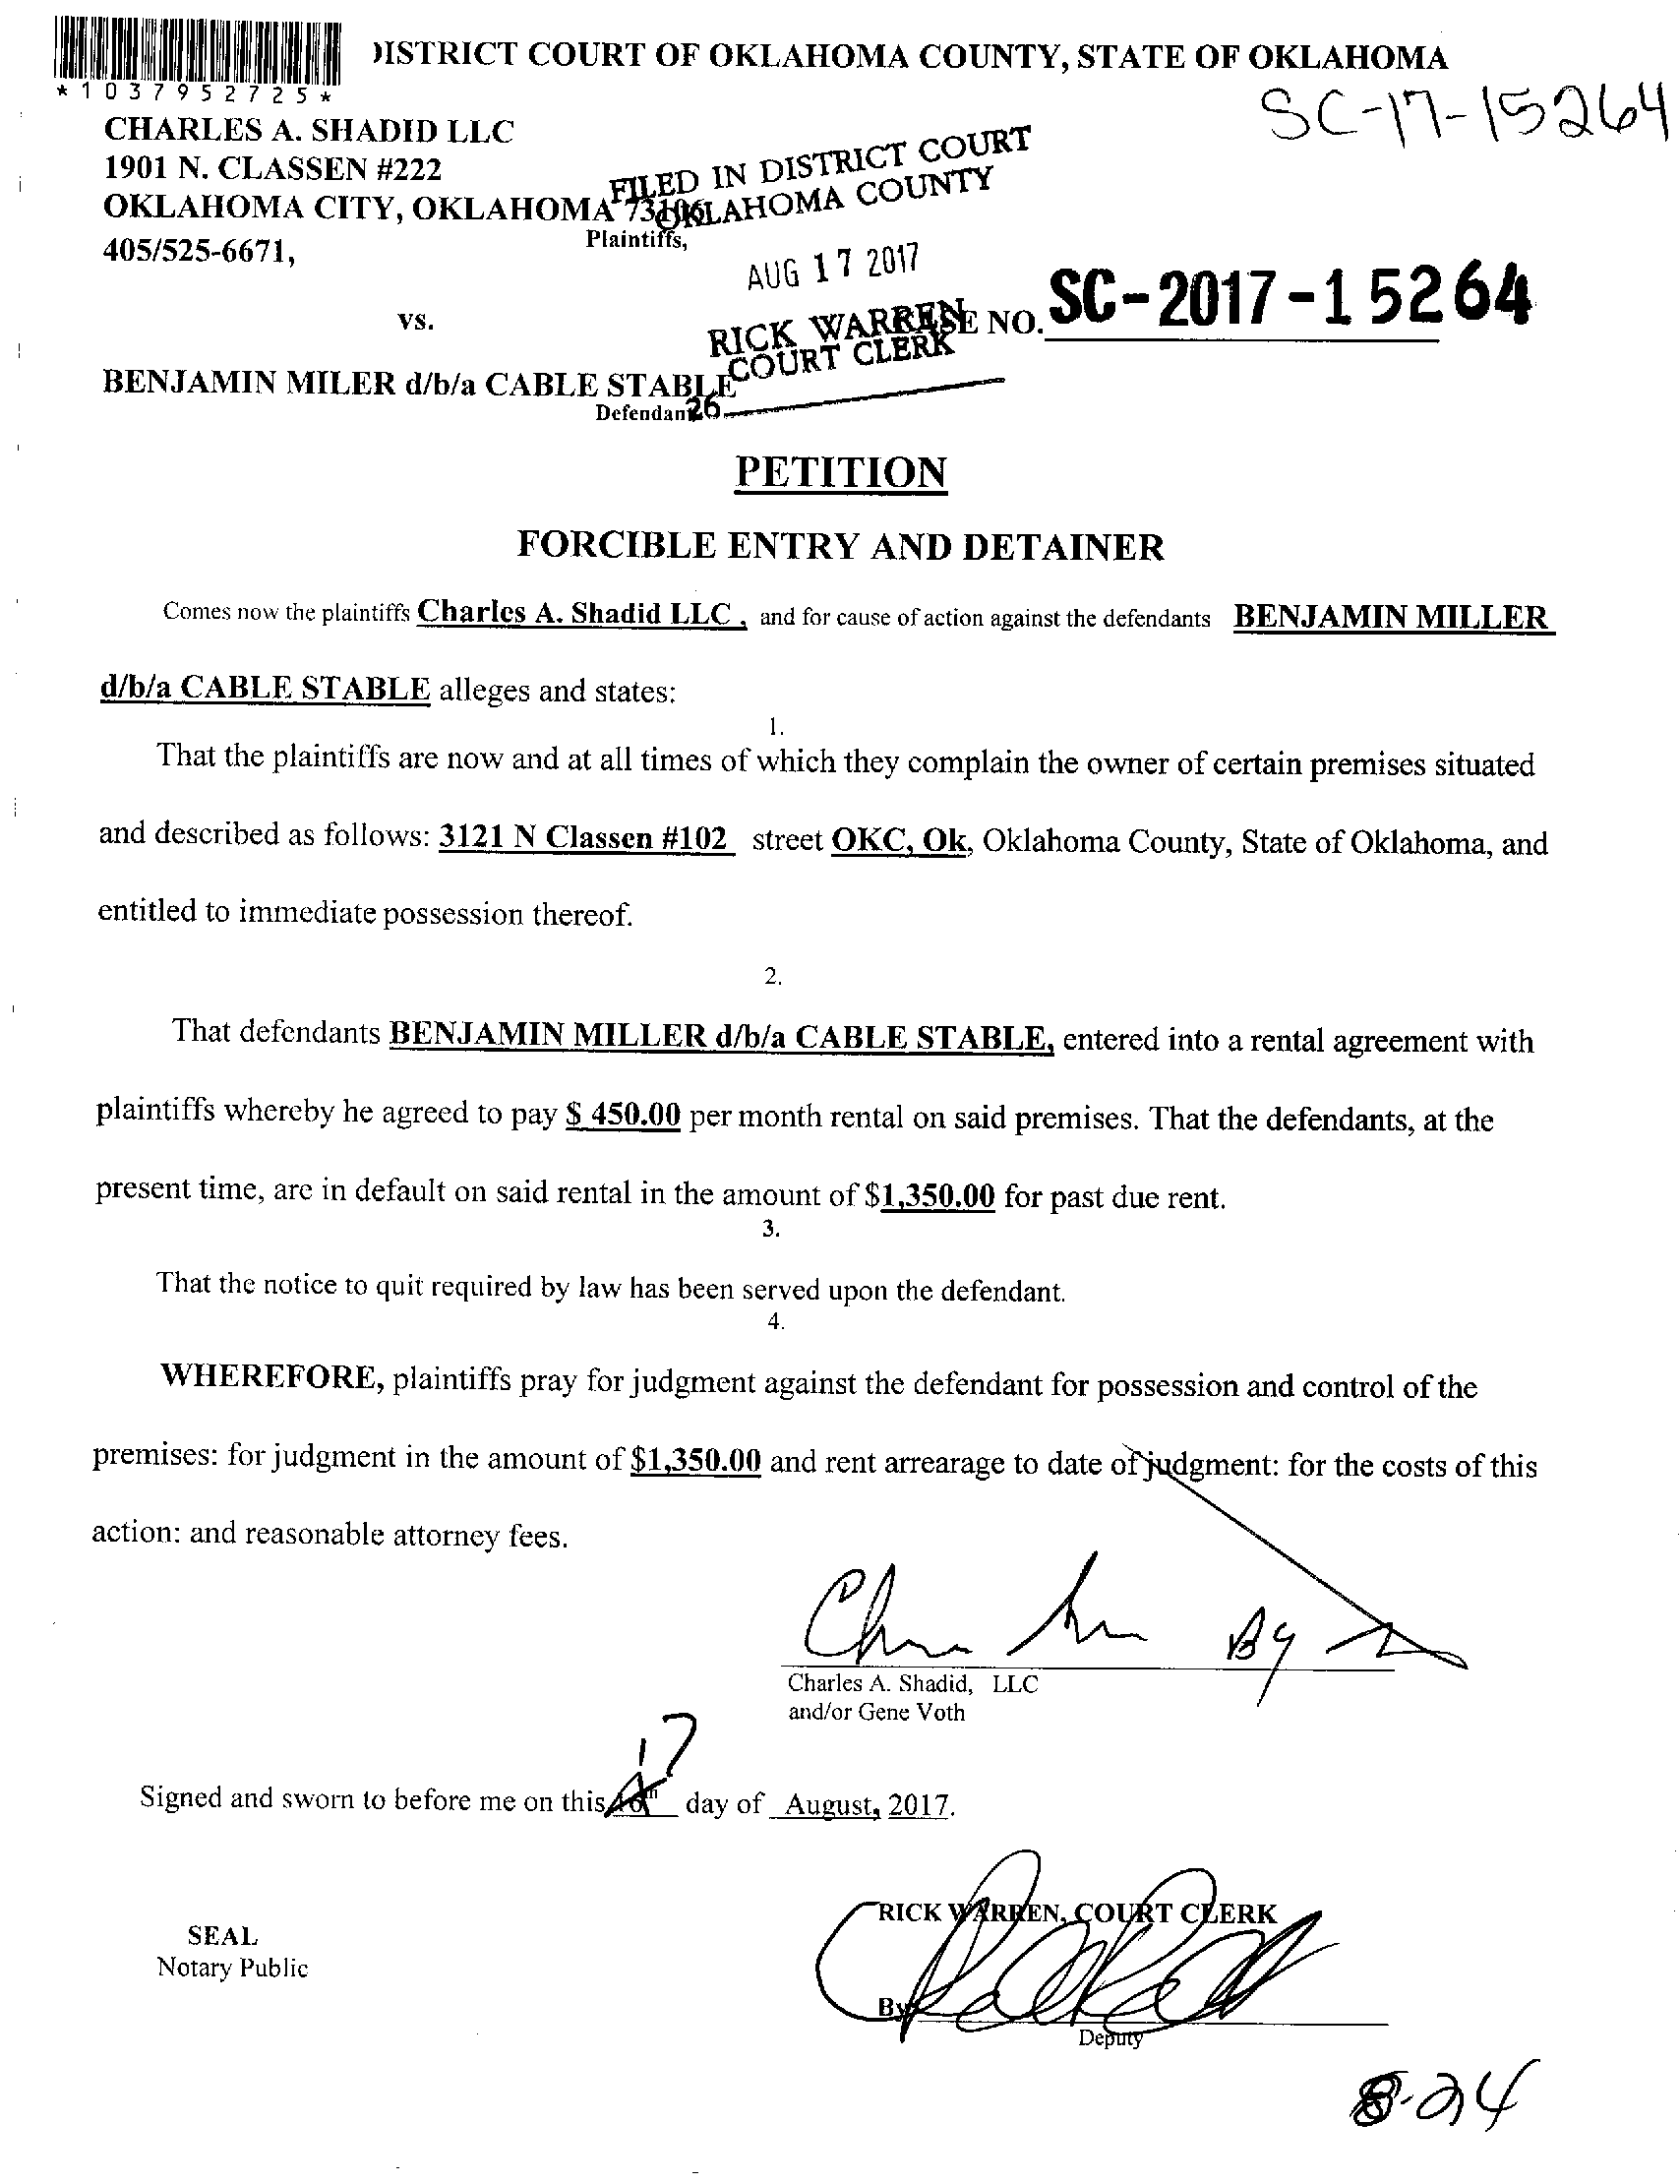 )ISTRICT COURT OF OKLAHOMA COUNTY, STATE OF OKLAHOMA
*1037952725*
SC-17-15264
CHARLES A. SHADID LLC
1901 N. CLASSEN #222
OKLAHOMA CITY, OKLAHOMA 73106
Plaintiffs,
405/525-6671,
FILED IN DISTRICT COURT
OKLAHOMA COUNTY
AUG 17 2017
RICK WARREN
COURT CLERK
26
vs.
CASE NO. SC-2017-15264
BENJAMIN MILER d/b/a CABLE STABLE
Defendant
PETITION
FORCIBLE ENTRY AND DETAINER
Comes now the plaintiffs Charles A. Shadid LLC , and for cause of action against the defendants BENJAMIN MILLER
d/b/a CABLE STABLE alleges and states:
1.
That the plaintiffs are now and at all times of which they complain the owner of certain premises situated
and described as follows: 3121 N Classen #102 street OKC, Ok, Oklahoma County, State of Oklahoma, and
entitled to immediate possession thereof.
2.
That defendants BENJAMIN MILLER d/b/a CABLE STABLE, entered into a rental agreement with
plaintiffs whereby he agreed to pay $ 450.00 per month rental on said premises. That the defendants, at the
present time, are in default on said rental in the amount of $1,350.00 for past due rent.
3.
That the notice to quit required by law has been served upon the defendant.
4.
WHEREFORE, plaintiffs pray for judgment against the defendant for possession and control of the
premises: for judgment in the amount of $1,350.00 and rent arrearage to date of judgment: for the costs of this
action: and reasonable attorney fees.
By
Charles A. Shadid, LLC
and/or Gene Voth
17
Signed and sworn to before me on this day of August, 2017.
RICK WARREN, COURT CLERK
SEAL
Notary Public
By
Deputy
8-24